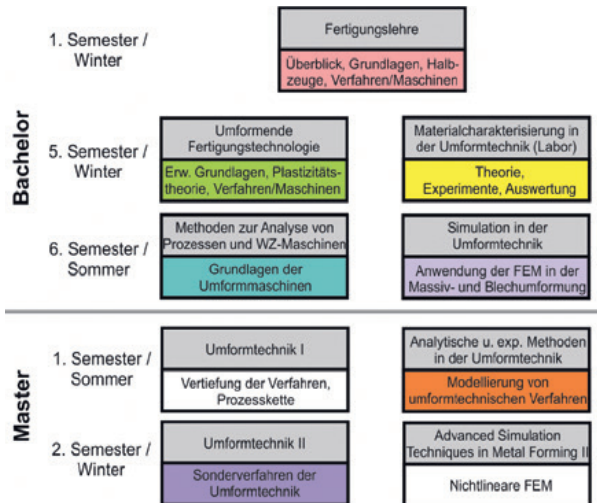 Bachelor
1. Semester /
Winter
Fertigungslehre
Überblick, Grundlagen, Halb-
zeuge, Verfahren/Maschinen
5. Semester /
Winter
Umformende
Fertigungstechnologie
Erw. Grundlagen, Plastizitäts-
theorie, Verfahren/Maschinen
Materialcharakterisierung in
der Umformtechnik (Labor)
Theorie,
Experimente, Auswertung
6. Semester /
Sommer
Methoden zur Analyse von
Prozessen und WZ-Maschinen
Grundlagen der
Umformmaschinen
Simulation in der
Umformtechnik
Anwendung der FEM in der
Massiv- und Blechumformung
Master
1. Semester /
Sommer
Umformtechnik I
Vertiefung der Verfahren,
Prozesskette
Analytische u. exp. Methoden
in der Umformtechnik
Modellierung von
umformtechnischen Verfahren
2. Semester /
Winter
Umformtechnik II
Sonderverfahren der
Umformtechnik
Advanced Simulation
Techniques in Metal Forming II
Nichtlineare FEM